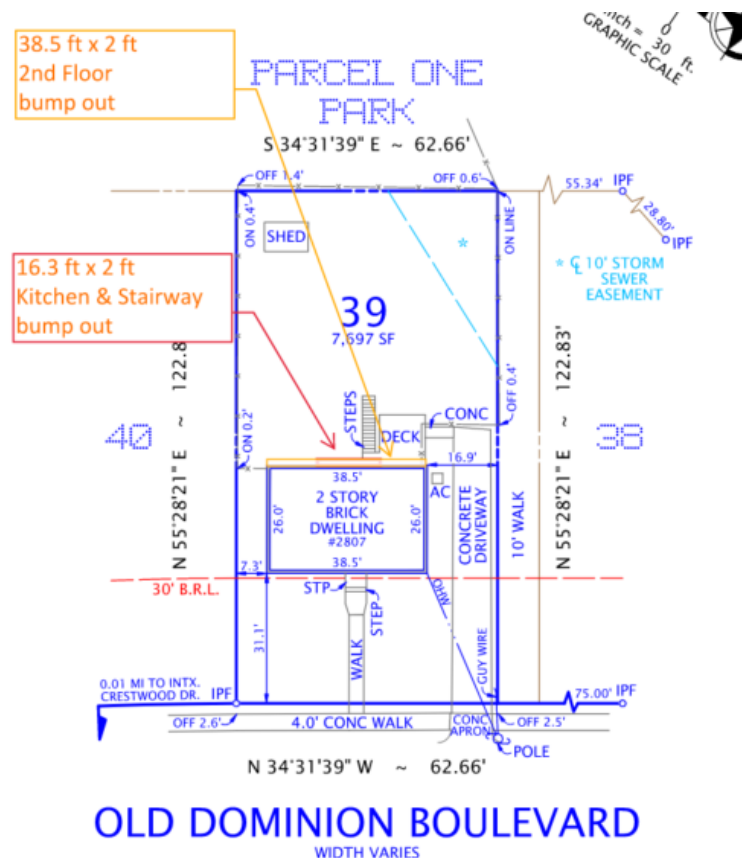 38.5 ft x 2 ft
2nd Floor
bump out
= 30 ft.
0
GRAPHIC SCALE
PARCEL ONE
PARK
S 34°31'39" E ~ 62.66'
OFF 1.4'
OFF 0.6'
IPF
55.34'
28.80'
IPF
ON 0.4'
SHED
ON LINE
*
* ℄ 10' STORM
SEWER
EASEMENT
16.3 ft x 2 ft
Kitchen & Stairway
bump out
39
7,697 SF
N 55°28'21" E ~ 122.8
N 55°28'21" E ~ 122.83'
OFF 0.4'
40
38
ON 0.2'
STEPS
DECK
CONC
16.9'
38.5'
AC
2 STORY
BRICK
DWELLING
#2807
26.0'
26.0'
38.5'
CONCRETE
DRIVEWAY
10' WALK
7.3'
30' B.R.L.
STP
STEP
OHW
31.1'
WALK
GUY WIRE
0.01 MI TO INTX.
CRESTWOOD DR.
IPF
75.00'
IPF
OFF 2.6'
4.0' CONC WALK
CONC
APRON
OFF 2.5'
POLE
N 34°31'39" W ~ 62.66'
OLD DOMINION BOULEVARD
WIDTH VARIES